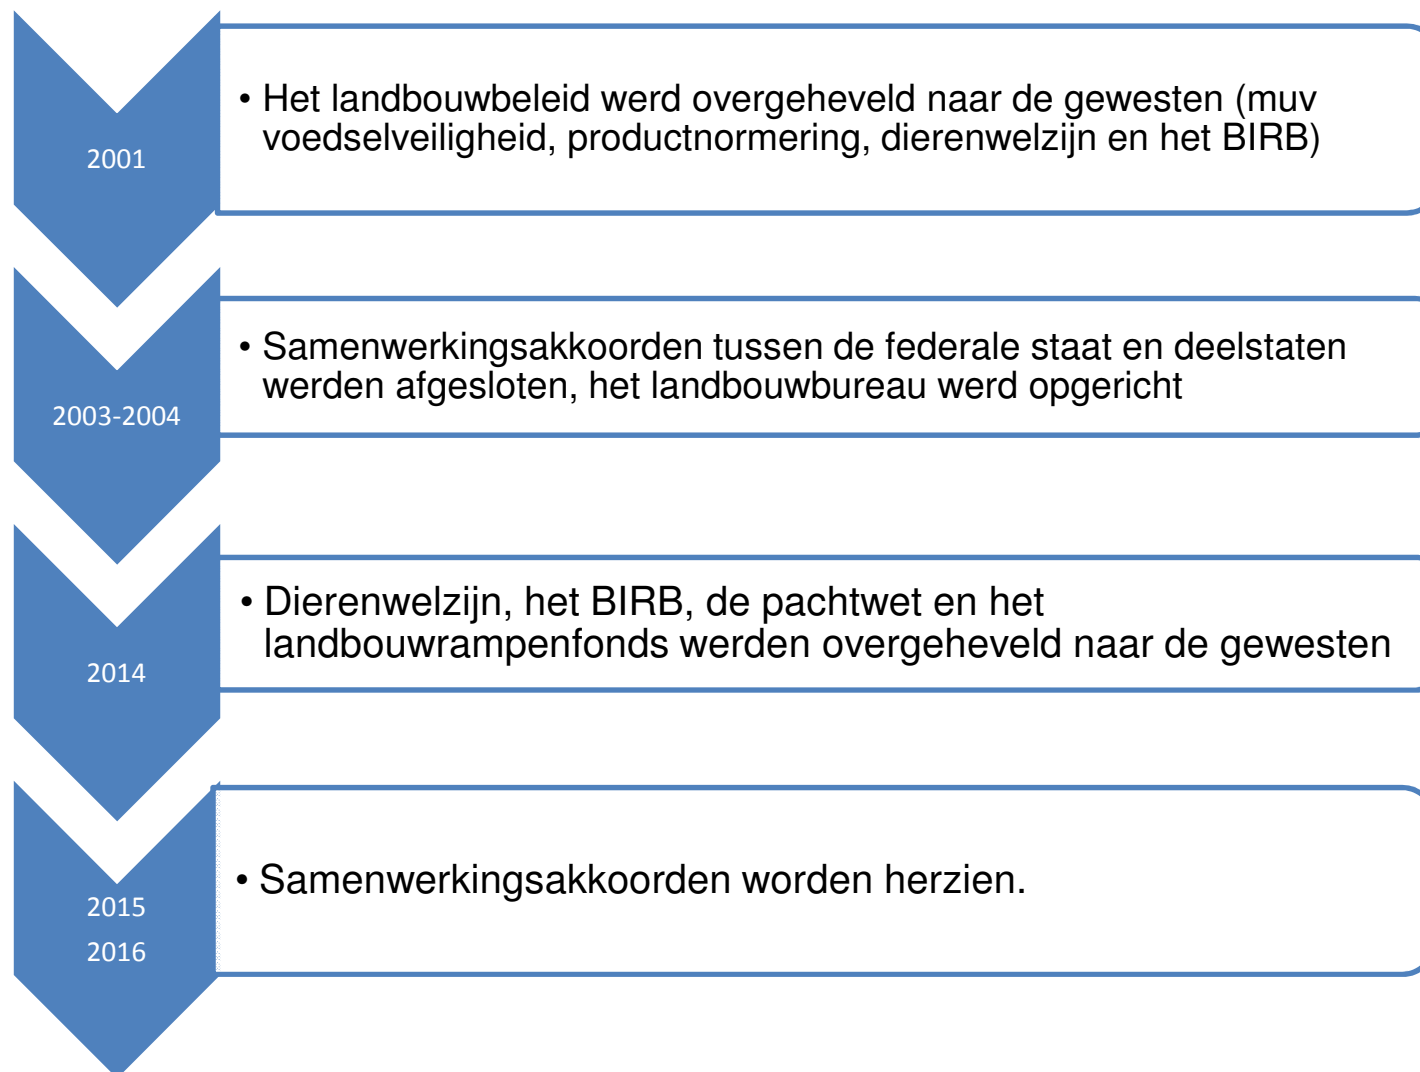 2001
• Het landbouwbeleid werd overgeheveld naar de gewesten (muv
voedselveiligheid, productnormering, dierenwelzijn en het BIRB)
2003-2004
• Samenwerkingsakkoorden tussen de federale staat en deelstaten
werden afgesloten, het landbouwbureau werd opgericht
2014
• Dierenwelzijn, het BIRB, de pachtwet en het
landbouwrampenfonds werden overgeheveld naar de gewesten
2015
2016
• Samenwerkingsakkoorden worden herzien.